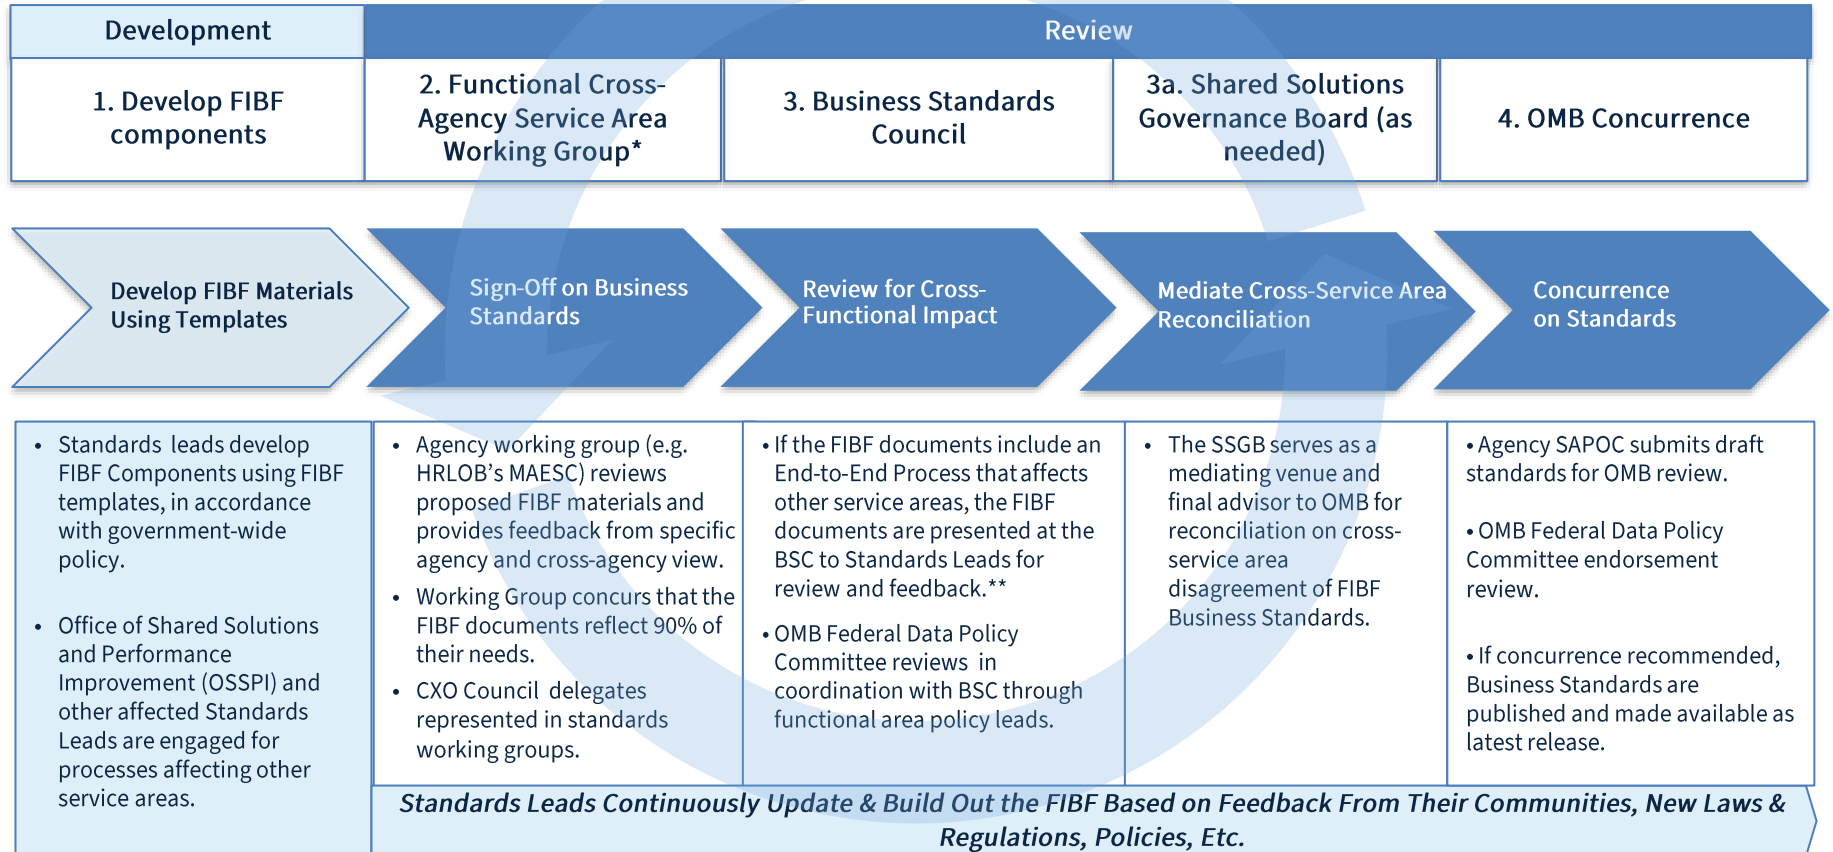 Development
Review
1. Develop FIBF
components
2. Functional Cross-
Agency Service Area
Working Group*
3. Business Standards
Council
3a. Shared Solutions
Governance Board (as
needed)
4. OMB Concurrence
Develop FIBF Materials
Using Templates
Sign-Off on Business
Standards
Review for Cross-
Functional Impact
Mediate Cross-Service Area
Reconciliation
Concurrence
on Standards
• Standards leads develop
FIBF Components using FIBF
templates, in accordance
with government-wide
policy.
• Office of Shared Solutions
and Performance
Improvement (OSSPI) and
other affected Standards
Leads are engaged for
processes affecting other
service areas.
• Agency working group (e.g.
HRLOB’s MAESC) reviews
proposed FIBF materials and
provides feedback from specific
agency and cross-agency view.
• Working Group concurs that the
FIBF documents reflect 90% of
their needs.
• CXO Council delegates
represented in standards
working groups.
• If the FIBF documents include an
End-to-End Process that affects
other service areas, the FIBF
documents are presented at the
BSC to Standards Leads for
review and feedback.**
• OMB Federal Data Policy
Committee reviews in
coordination with BSC through
functional area policy leads.
• The SSGB serves as a
mediating venue and
final advisor to OMB for
reconciliation on cross-
service area
disagreement of FIBF
Business Standards.
• Agency SAPOC submits draft
standards for OMB review.
• OMB Federal Data Policy
Committee endorsement
review.
• If concurrence recommended,
Business Standards are
published and made available as
latest release.
Standards Leads Continuously Update & Build Out the FIBF Based on Feedback From Their Communities, New Laws &
Regulations, Policies, Etc.